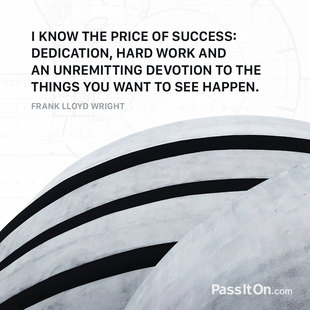 I KNOW THE PRICE OF SUCCESS:
DEDICATION, HARD WORK AND
AN UNREMITTING DEVOTION TO THE
THINGS YOU WANT TO SEE HAPPEN.
FRANK LLOYD WRIGHT
PassItOn.com